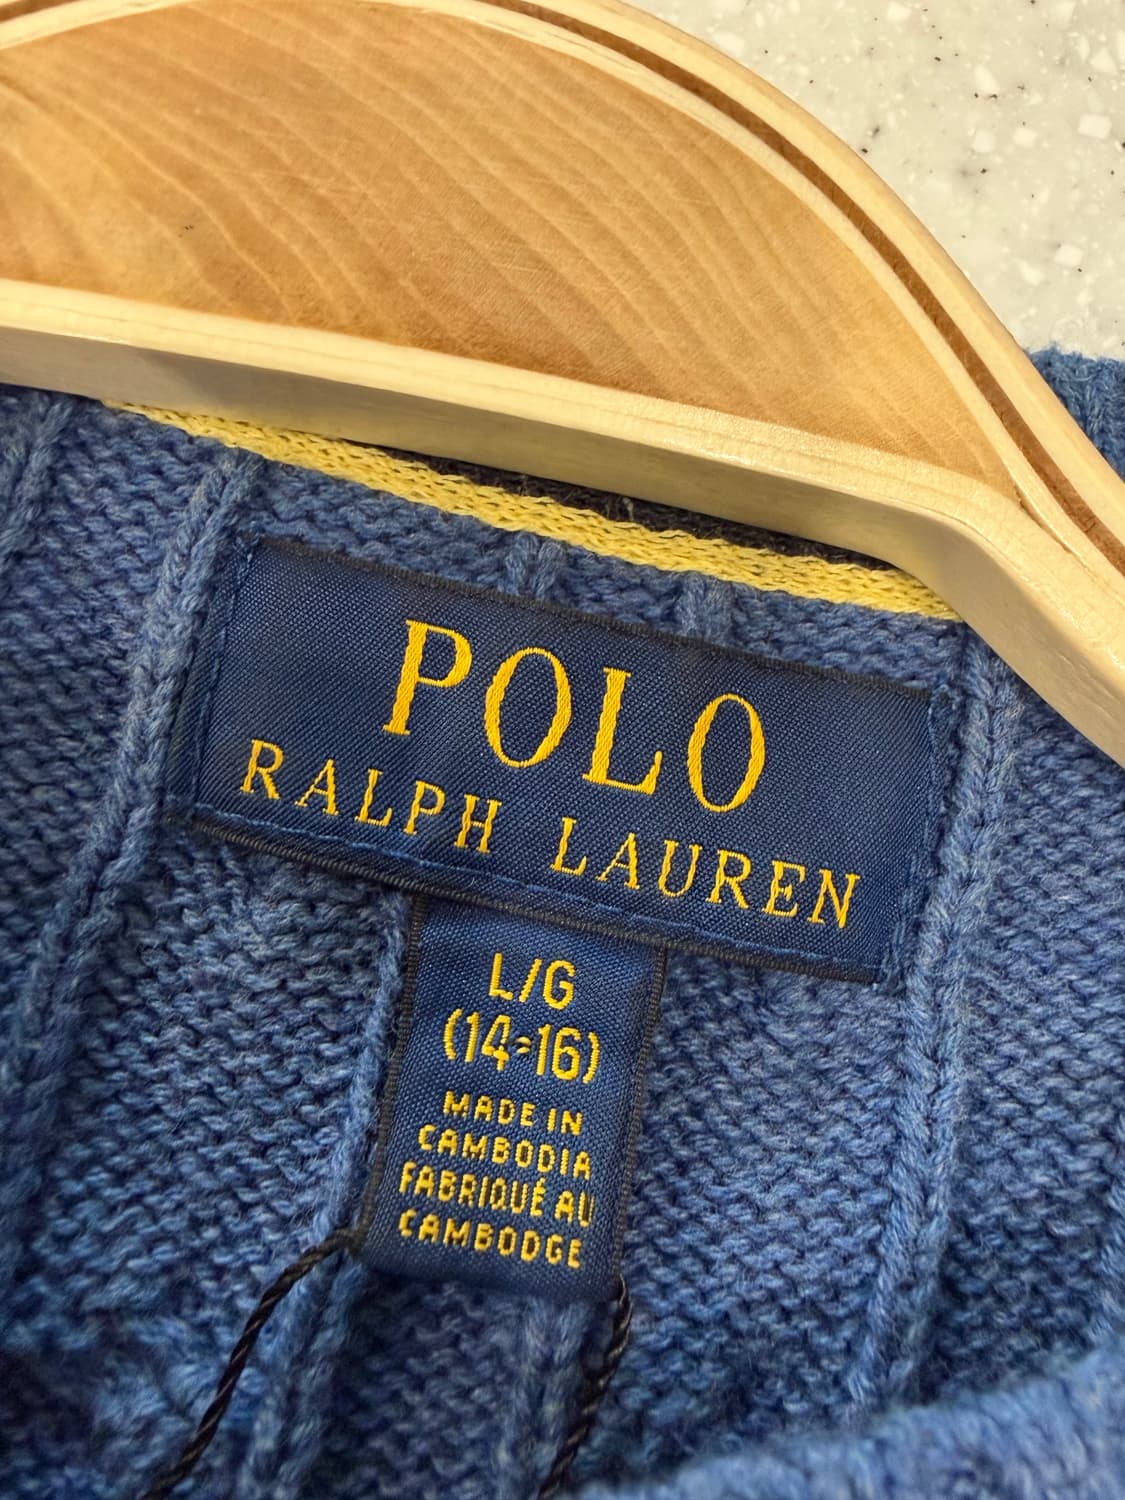 POLO
RALPH LAUREN
L/G
(14-16)
MADE IN
CAMBODIA
FABRIQUÉ AU
CAMBODGE